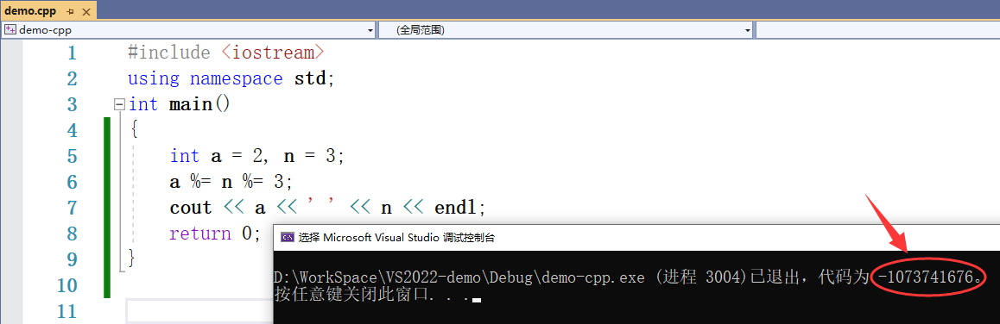 demo.cpp
demo-cpp
(全局范围)
1 #include <iostream>
2 using namespace std;
3 int main()
4 {
5 int a = 2, n = 3;
6 a %= n %= 3;
7 cout << a << ' ' << n << endl;
8 return 0;
9 }
10
11
选择 Microsoft Visual Studio 调试控制台
D:\WorkSpace\VS2022-demo\Debug\demo-cpp.exe (进程 3004)已退出，代码为 -1073741676。
按任意键关闭此窗口. . .